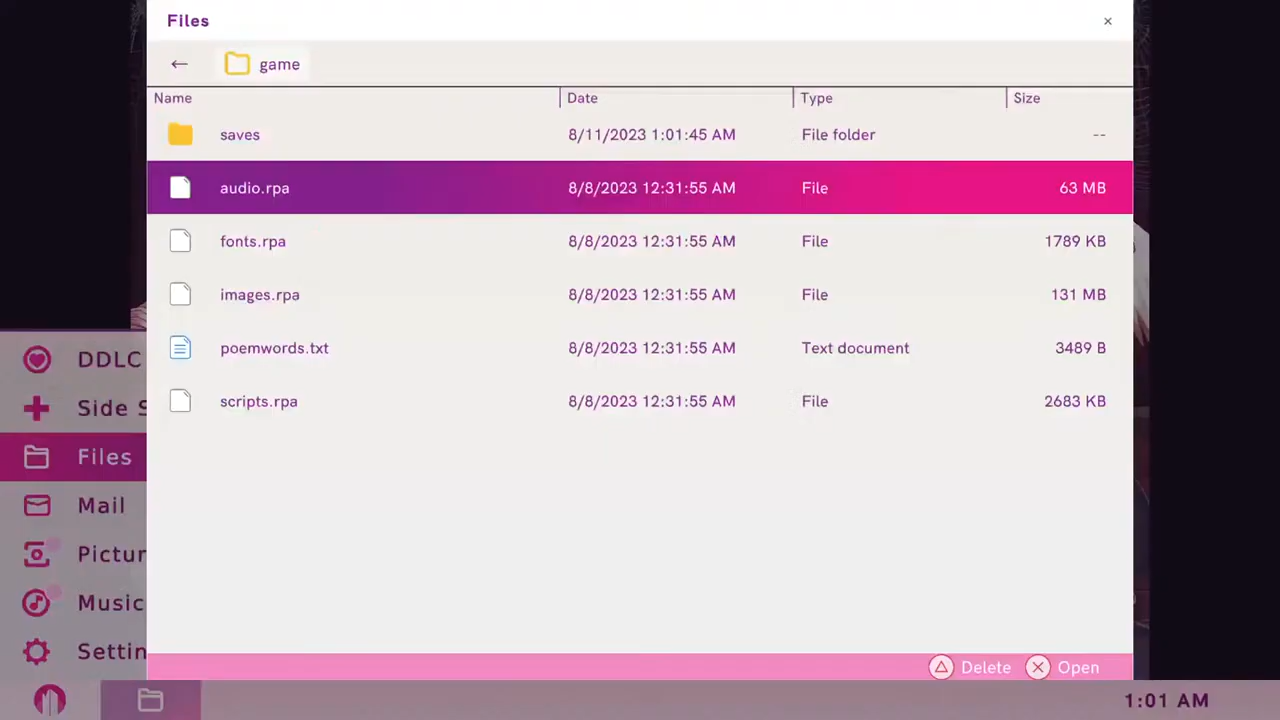 Files
×
← game
Name Date Type Size
saves 8/11/2023 1:01:45 AM File folder --
audio.rpa 8/8/2023 12:31:55 AM File 63 MB
fonts.rpa 8/8/2023 12:31:55 AM File 1789 KB
images.rpa 8/8/2023 12:31:55 AM File 131 MB
poemwords.txt 8/8/2023 12:31:55 AM Text document 3489 B
scripts.rpa 8/8/2023 12:31:55 AM File 2683 KB
DDLC
Side S
Files
Mail
Pictur
Music
Settin
Delete Open
1:01 AM